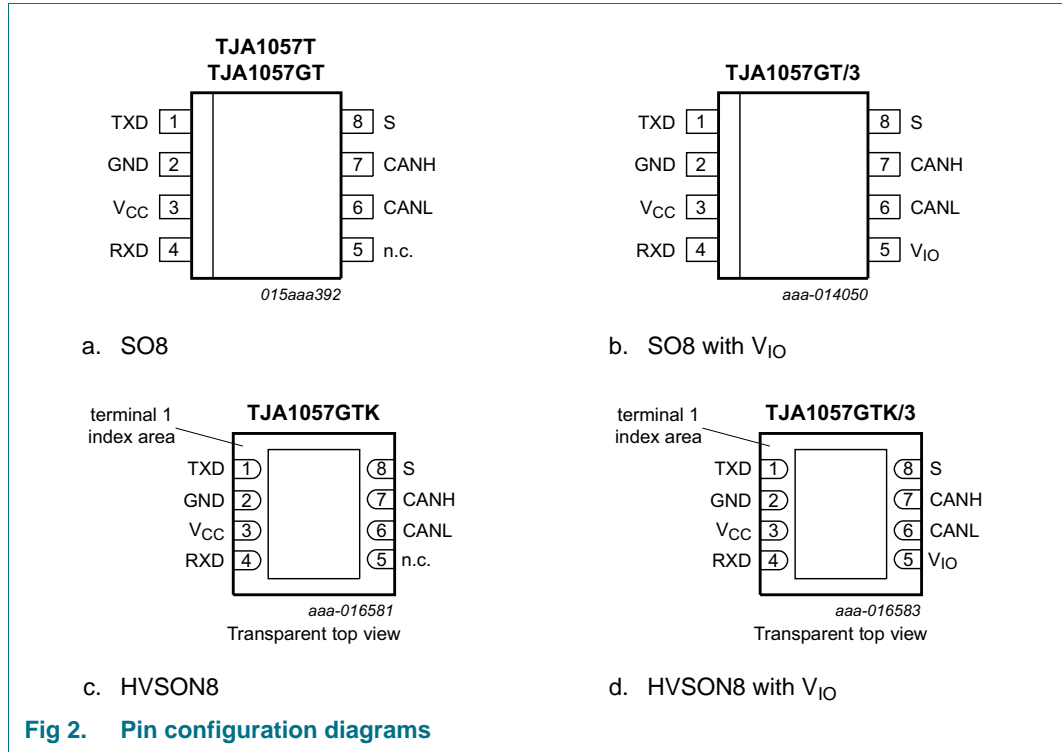 TJA1057T
TJA1057GT
TXD 1 8 S
GND 2 7 CANH
VCC 3 6 CANL
RXD 4 5 n.c.
015aaa392
a. SO8
TJA1057GT/3
TXD 1 8 S
GND 2 7 CANH
VCC 3 6 CANL
RXD 4 5 VIO
aaa-014050
b. SO8 with VIO
terminal 1
index area
TJA1057GTK
TXD 1 8 S
GND 2 7 CANH
VCC 3 6 CANL
RXD 4 5 n.c.
aaa-016581
Transparent top view
c. HVSON8
terminal 1
index area
TJA1057GTK/3
TXD 1 8 S
GND 2 7 CANH
VCC 3 6 CANL
RXD 4 5 VIO
aaa-016583
Transparent top view
d. HVSON8 with VIO
Fig 2. Pin configuration diagrams